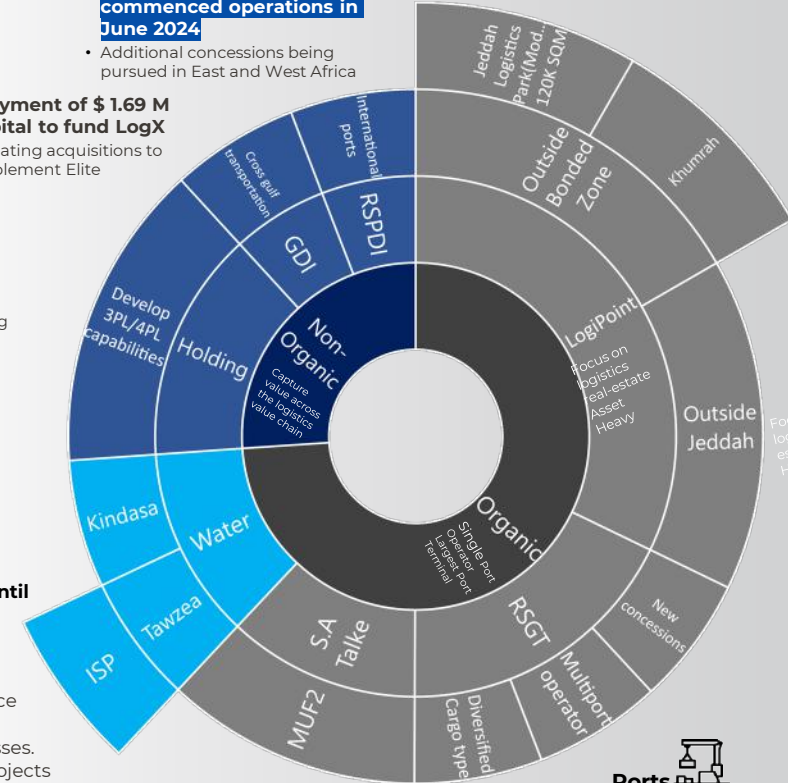 commenced operations in
June 2024
• Additional concessions being
pursued in East and West Africa
yment of $ 1.69 M
ital to fund LogX
ating acquisitions to
plement Elite
g
ntil
ce
sses.
ojects
Jeddah
Logistics
Park(Mod...
120K SQM
Khumrah
Outside
Bonded
Zone
LogiPoint
Focus on
logistics
real-estate
Asset
Heavy
Outside
Jeddah
Fo
lo
es
H
International
ports
Cross gulf
transportation
RSPDI
GDI
Develop
3PL/4PL
capabilities
Holding
Non-
Organic
Capture
value across
the logistics
value chain
Kindasa
Water
Tawzea
ISP
Organic
Single Port
Operator
Largest Port
Terminal
S.A
Talke
MUF2
RSGT
New
concessions
Multiport
operator
Diversified
Cargo type
Ports